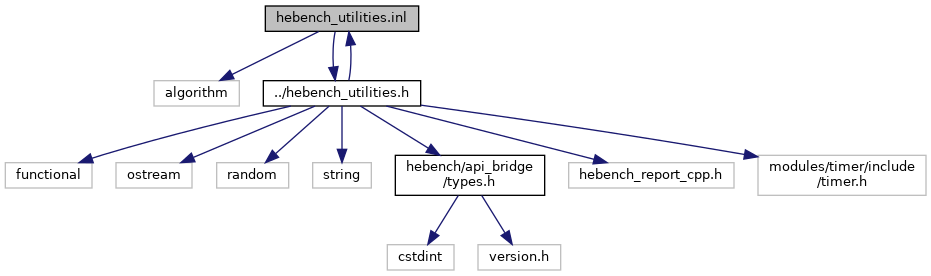 hebench_utilities.inl
algorithm
../hebench_utilities.h
functional
ostream
random
string
hebench/api_bridge
/types.h
hebench_report_cpp.h
modules/timer/include
/timer.h
cstdint
version.h